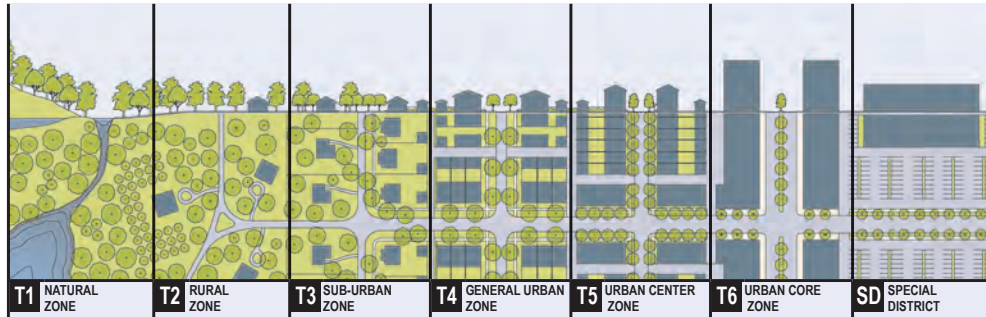 T1 NATURAL
ZONE
T2 RURAL
ZONE
T3 SUB-URBAN
ZONE
T4 GENERAL URBAN
ZONE
T5 URBAN CENTER
ZONE
T6 URBAN CORE
ZONE
SD SPECIAL
DISTRICT